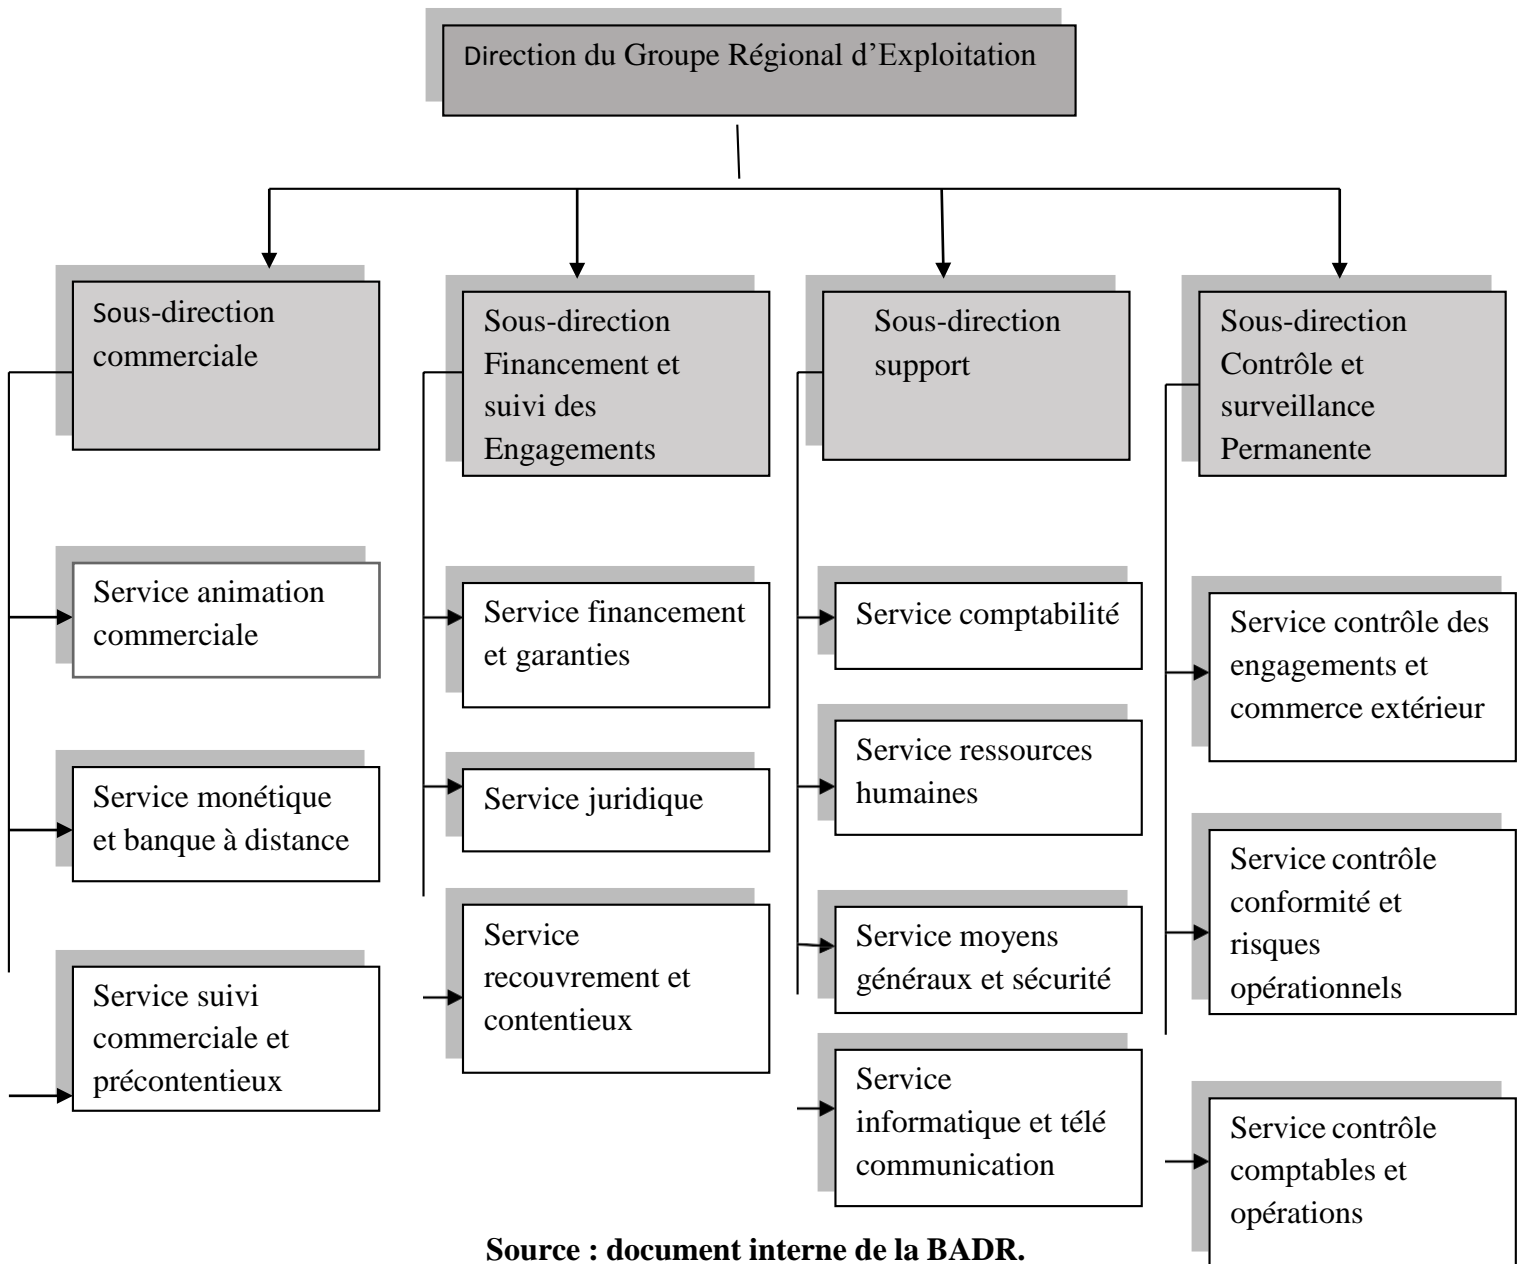 Direction du Groupe Régional d’Exploitation
Sous-direction
commerciale
Service animation
commerciale
Service monétique
et banque à distance
Service suivi
commerciale et
précontentieux
Sous-direction
Financement et
suivi des
Engagements
Service financement
et garanties
Service juridique
Service
recouvrement et
contentieux
Sous-direction
support
Service comptabilité
Service ressources
humaines
Service moyens
généraux et sécurité
Service
informatique et télé
communication
Sous-direction
Contrôle et
surveillance
Permanente
Service contrôle des
engagements et
commerce extérieur
Service contrôle
conformité et
risques
opérationnels
Service contrôle
comptables et
opérations
Source : document interne de la BADR.